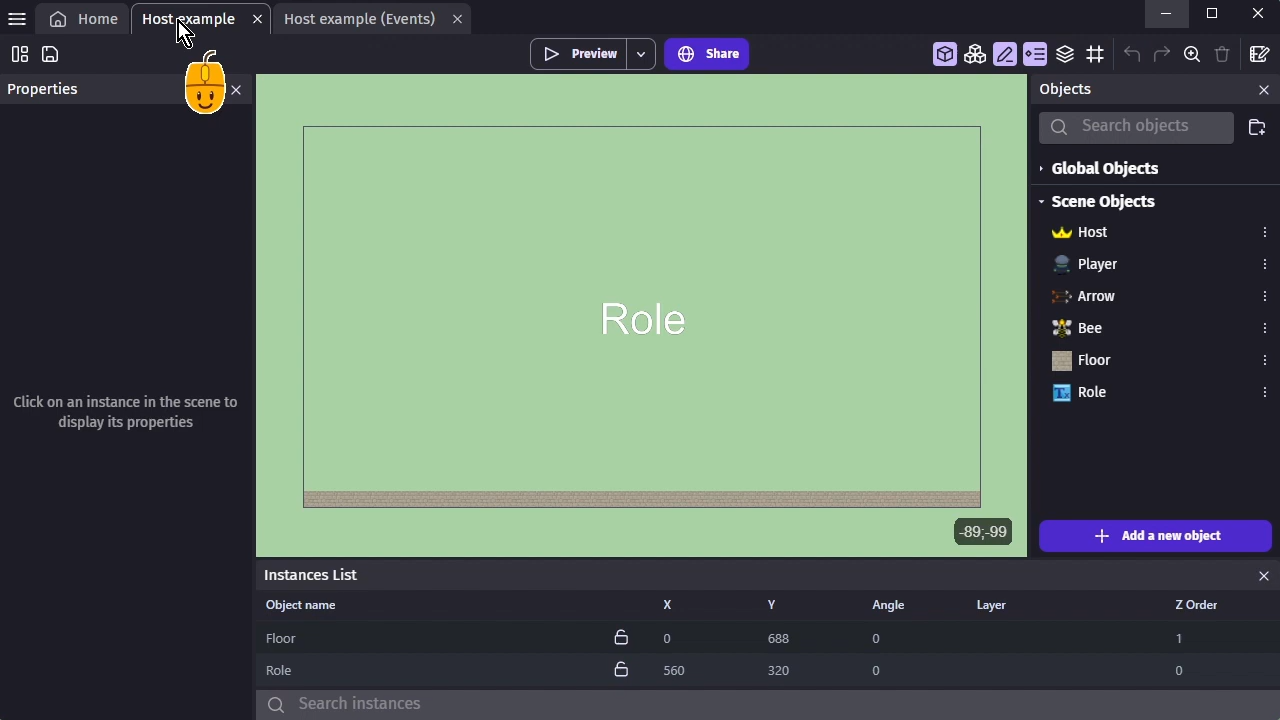 Home
Host example
Host example (Events)
Preview
Share
Properties
Objects
Search objects
Global Objects
Scene Objects
Host
Player
Arrow
Bee
Floor
Role
Click on an instance in the scene to
display its properties
Role
-89;-99
Add a new object
Instances List
Object name X Y Angle Layer Z Order
Floor 0 688 0 1
Role 560 320 0 0
Search instances